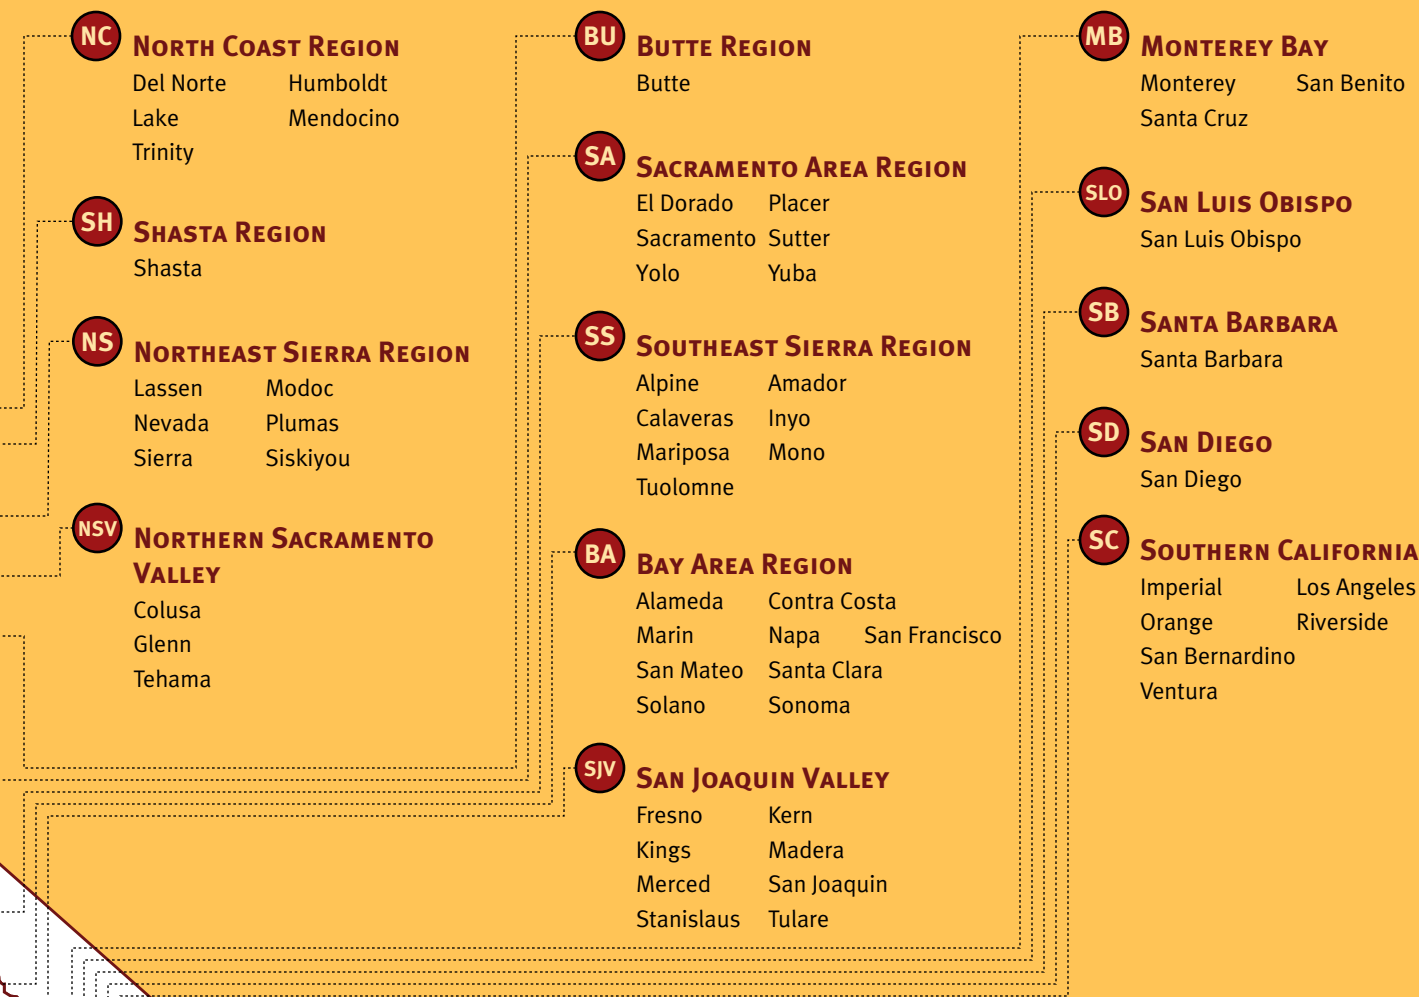 NC
NORTH COAST REGION
Del Norte Humboldt
Lake Mendocino
Trinity
SH
SHASTA REGION
Shasta
NS
NORTHEAST SIERRA REGION
Lassen Modoc
Nevada Plumas
Sierra Siskiyou
NSV
NORTHERN SACRAMENTO
VALLEY
Colusa
Glenn
Tehama
BU
BUTTE REGION
Butte
SA
SACRAMENTO AREA REGION
El Dorado Placer
Sacramento Sutter
Yolo Yuba
SS
SOUTHEAST SIERRA REGION
Alpine Amador
Calaveras Inyo
Mariposa Mono
Tuolomne
BA
BAY AREA REGION
Alameda Contra Costa
Marin Napa San Francisco
San Mateo Santa Clara
Solano Sonoma
SJV
SAN JOAQUIN VALLEY
Fresno Kern
Kings Madera
Merced San Joaquin
Stanislaus Tulare
MB
MONTEREY BAY
Monterey San Benito
Santa Cruz
SLO
SAN LUIS OBISPO
San Luis Obispo
SB
SANTA BARBARA
Santa Barbara
SD
SAN DIEGO
San Diego
SC
SOUTHERN CALIFORNIA
Imperial Los Angeles
Orange Riverside
San Bernardino
Ventura